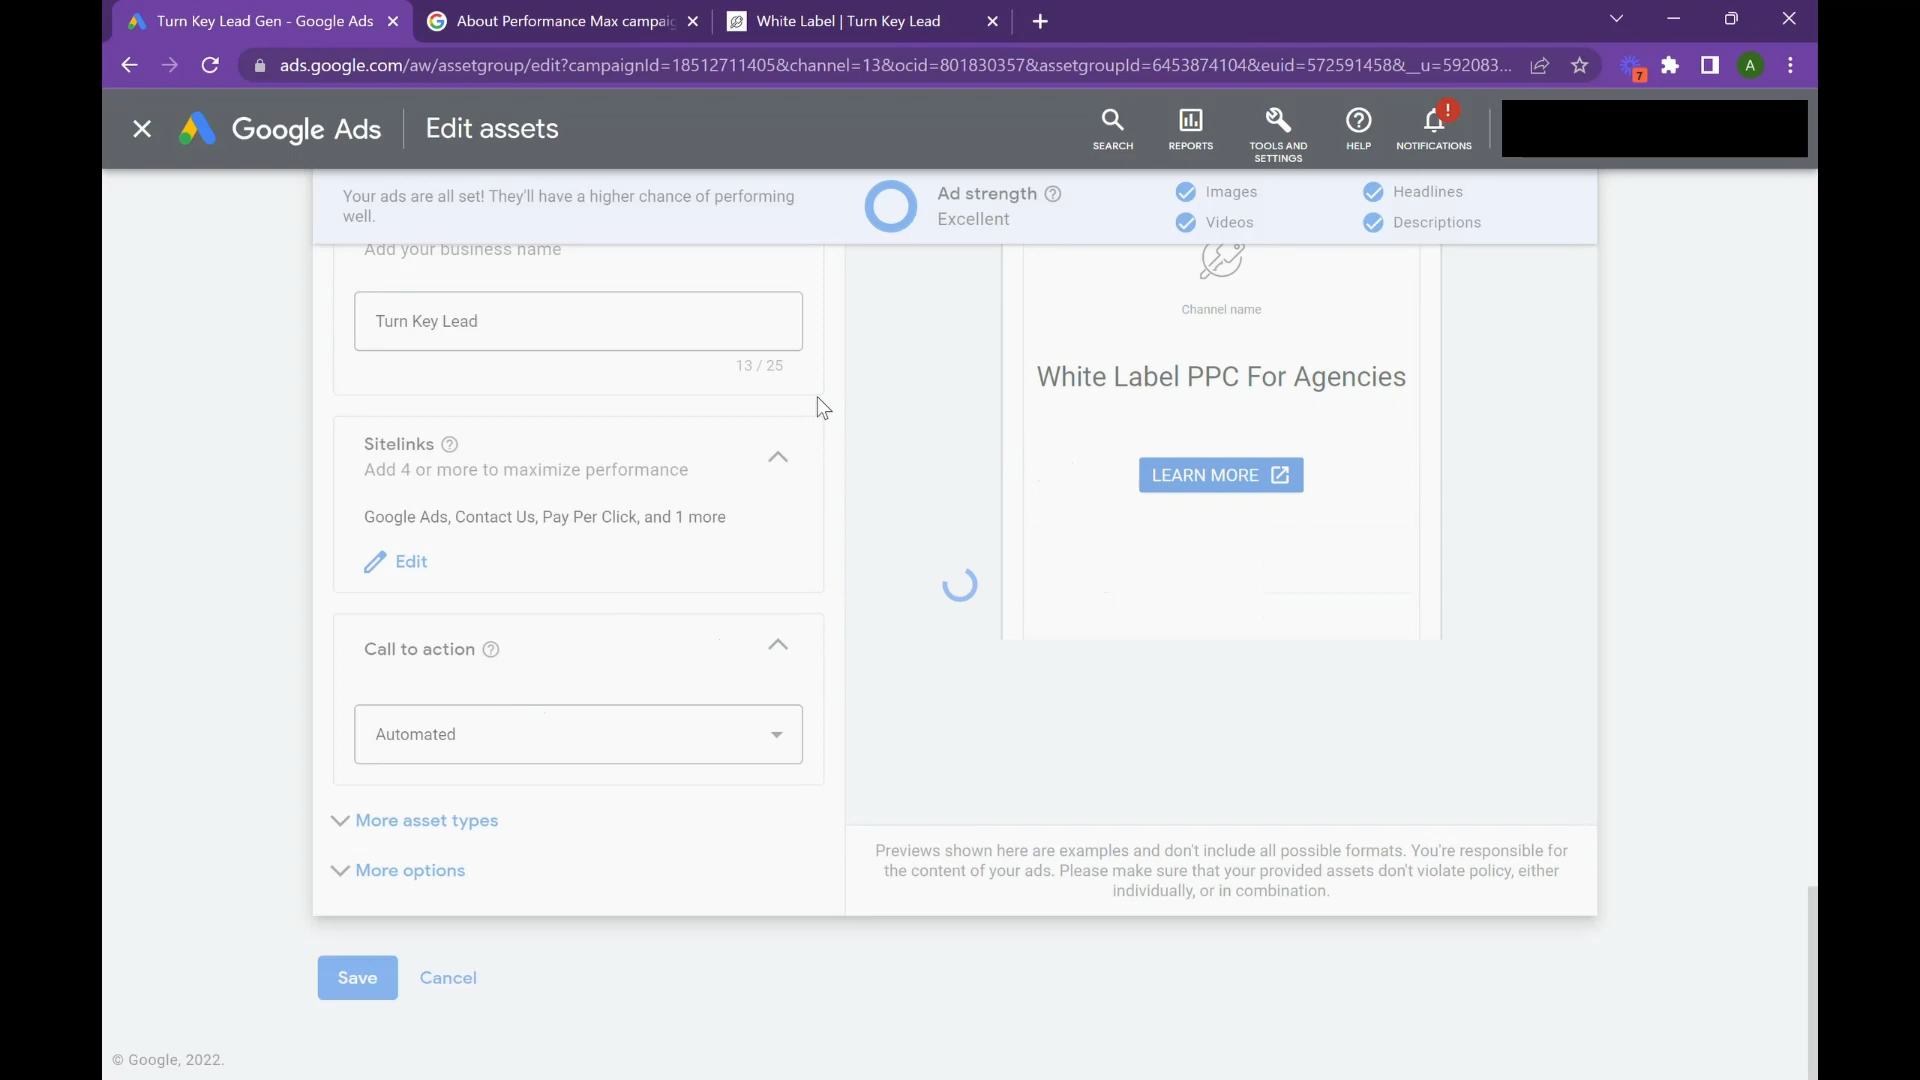 Turn Key Lead Gen - Google Ads
About Performance Max campaig
White Label | Turn Key Lead
ads.google.com/aw/assetgroup/edit?campaignId=18512711405&channel=13&ocid=801830357&assetgroupId=6453874104&euid=572591458&__u=592083...
7
A
Google Ads
Edit assets
SEARCH
REPORTS
TOOLS AND
SETTINGS
HELP
NOTIFICATIONS
Your ads are all set! They'll have a higher chance of performing
well.
Ad strength
Excellent
Images
Videos
Headlines
Descriptions
Add your business name
Turn Key Lead
13 / 25
Sitelinks
Add 4 or more to maximize performance
Google Ads, Contact Us, Pay Per Click, and 1 more
Edit
Call to action
Automated
More asset types
More options
Channel name
White Label PPC For Agencies
LEARN MORE
Previews shown here are examples and don't include all possible formats. You're responsible for
the content of your ads. Please make sure that your provided assets don't violate policy, either
individually, or in combination.
Save
Cancel
© Google, 2022.